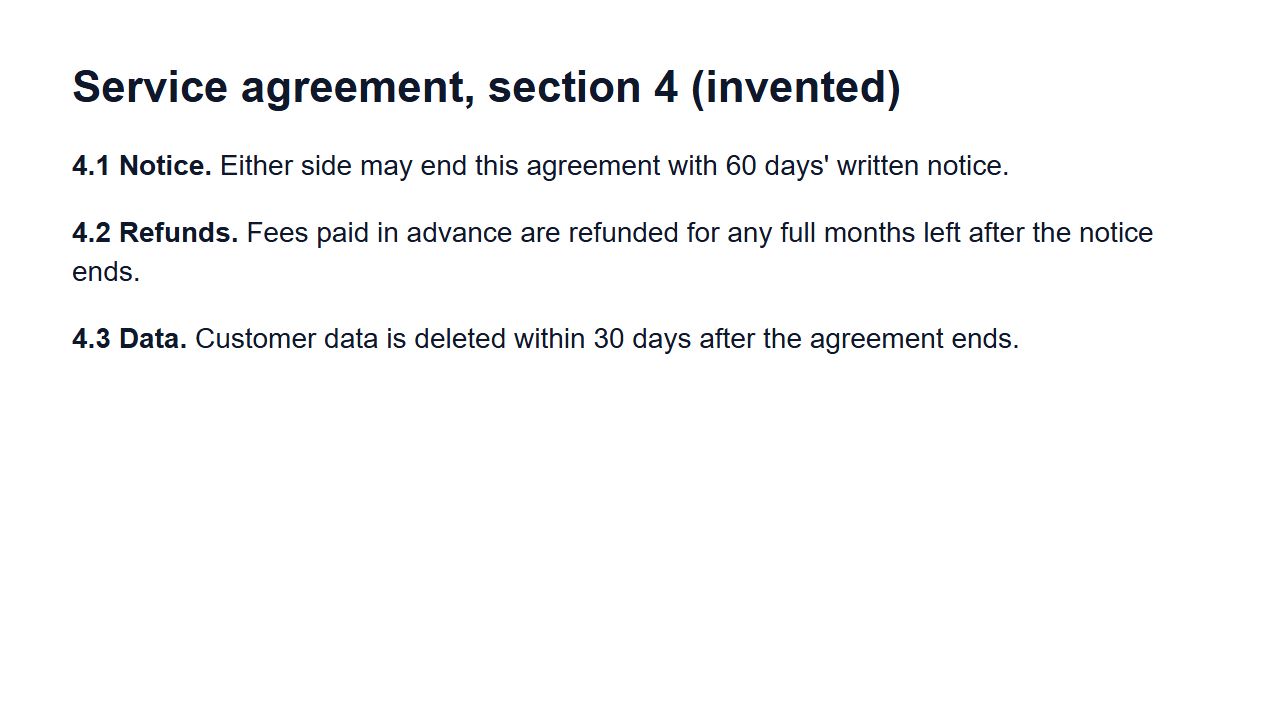 Service agreement, section 4 (invented)
4.1 Notice. Either side may end this agreement with 60 days' written notice.
4.2 Refunds. Fees paid in advance are refunded for any full months left after the notice
ends.
4.3 Data. Customer data is deleted within 30 days after the agreement ends.